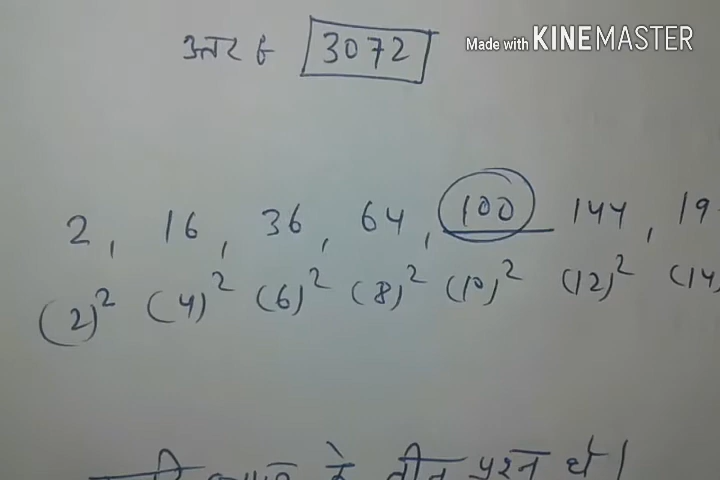 उत्तर ६ 3072
Made with KINEMASTER
2, 16, 36, 64, 100 144, 19
(2)² (4)² (6)² (8)² (10)² (12)² (14)
के तीन प्रश्न थे।